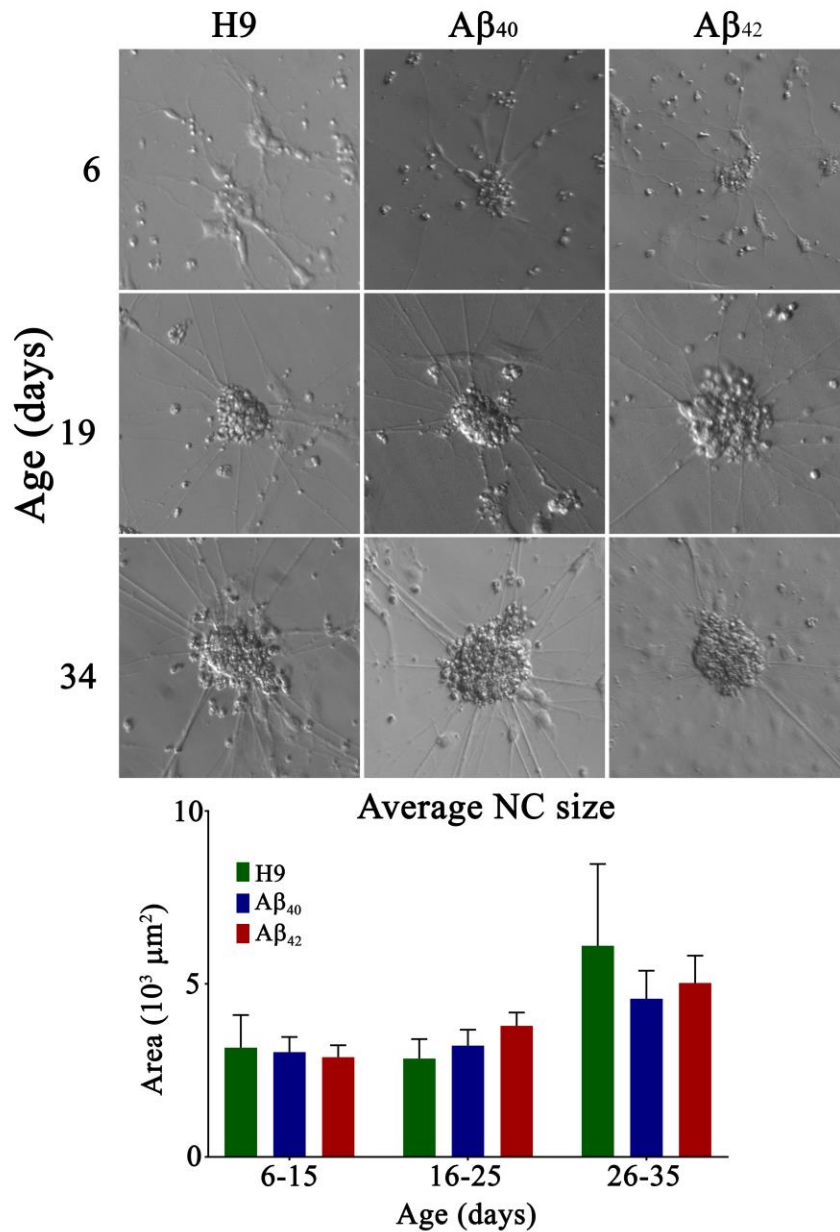 H9 Aβ₄₀ Aβ₄₂
Age (days)
6
19
34
Average NC size
Area (10³ μm²)
10
5
0
H9
Aβ₄₀
Aβ₄₂
6-15 16-25 26-35
Age (days)